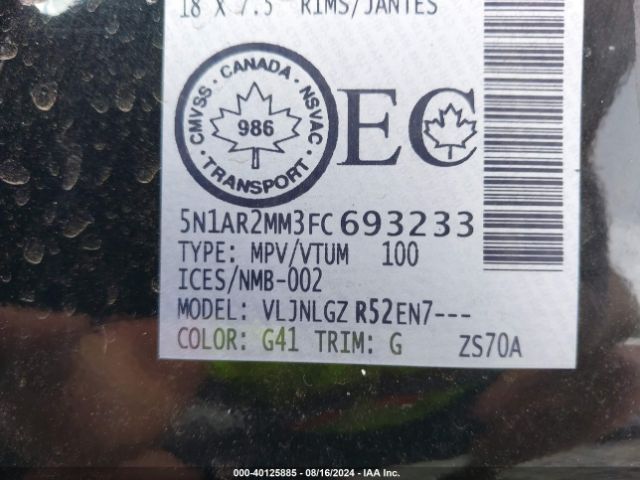 18 X 7.5 RIMS/JANTES
CMVSS · CANADA · NSVAC
986
· TRANSPORT ·
EC
5N1AR2MM3FC693233
TYPE: MPV/VTUM 100
ICES/NMB-002
MODEL: VLJNLGZ R52EN7---
COLOR: G41 TRIM: G ZS70A
000-40125885 - 08/16/2024 - IAA Inc.